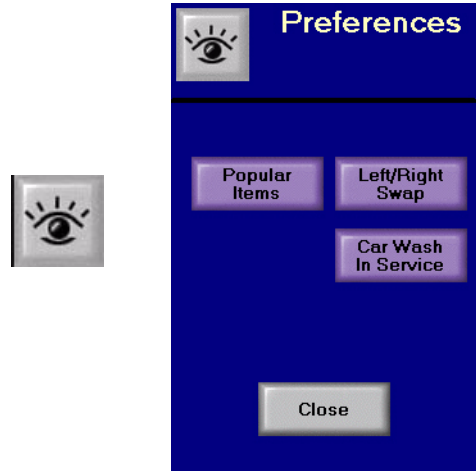 Preferences
Popular
Items
Left/Right
Swap
Car Wash
In Service
Close